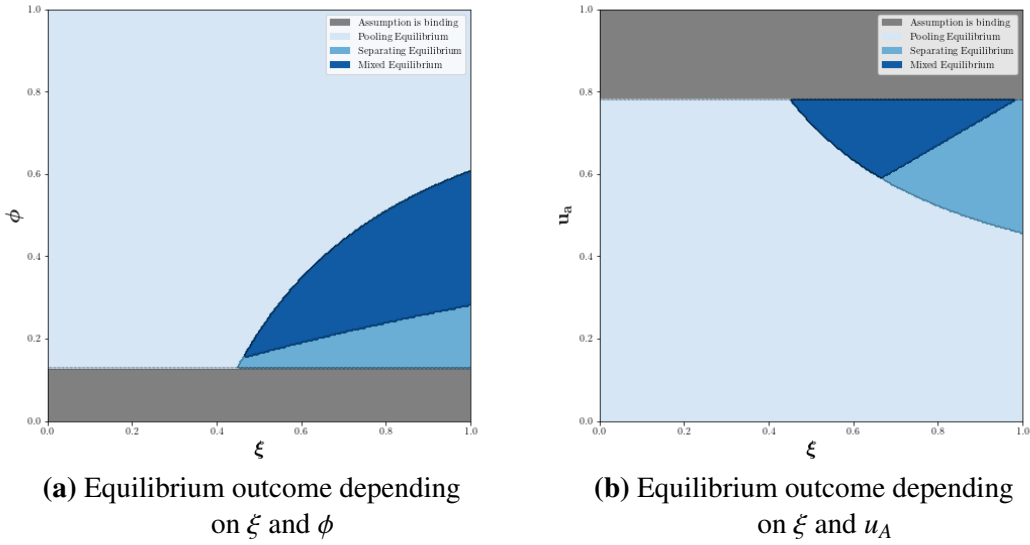 1.0
0.8
0.6
0.4
0.2
0.0
ϕ
0.0 0.2 0.4 0.6 0.8 1.0
ξ
Assumption is binding
Pooling Equilibrium
Separating Equilibrium
Mixed Equilibrium
(a) Equilibrium outcome depending
on ξ and ϕ
1.0
0.8
0.6
0.4
0.2
0.0
uₐ
0.0 0.2 0.4 0.6 0.8 1.0
ξ
Assumption is binding
Pooling Equilibrium
Separating Equilibrium
Mixed Equilibrium
(b) Equilibrium outcome depending
on ξ and u_A